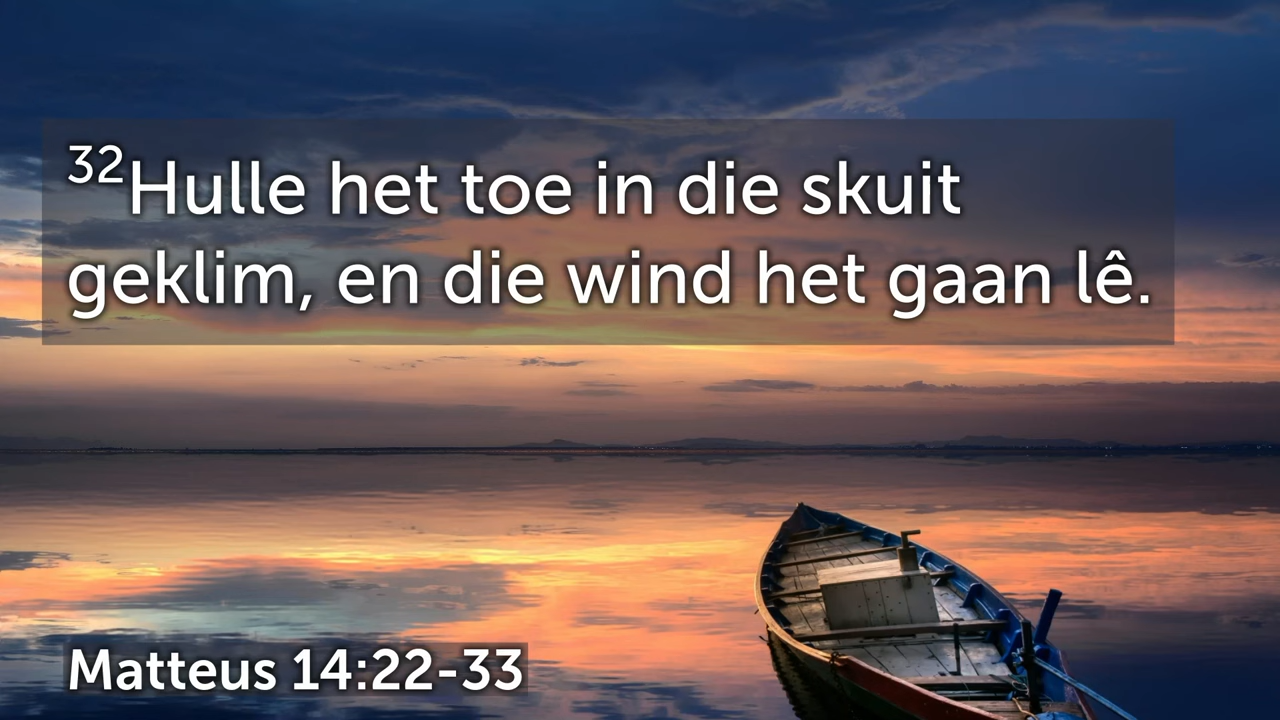 ³²Hulle het toe in die skuit
geklim, en die wind het gaan lê.
Matteus 14:22-33